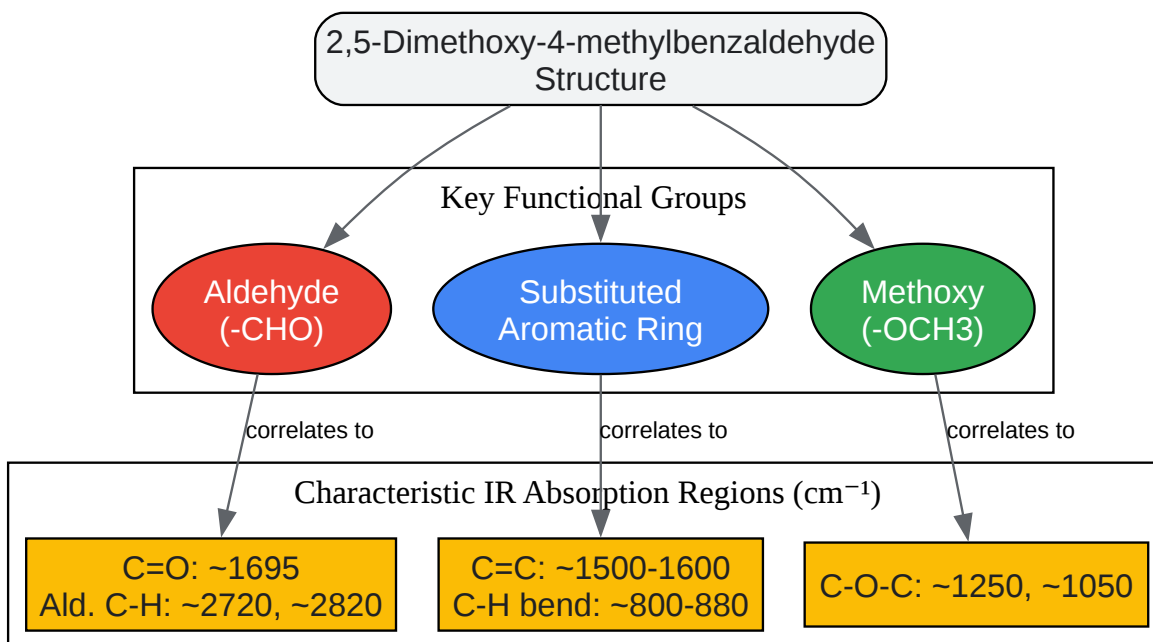 2,5-Dimethoxy-4-methylbenzaldehyde
Structure
Key Functional Groups
Aldehyde
(-CHO)
Substituted
Aromatic Ring
Methoxy
(-OCH3)
correlates to
correlates to
correlates to
Characteristic IR Absorption Regions (cm⁻¹)
C=O: ~1695
Ald. C-H: ~2720, ~2820
C=C: ~1500-1600
C-H bend: ~800-880
C-O-C: ~1250, ~1050